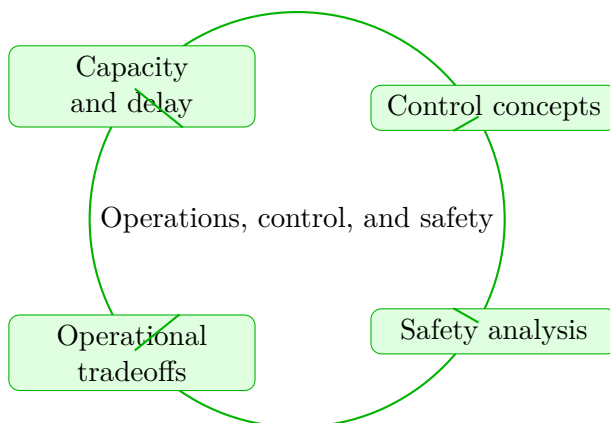 Capacity
and delay
Control concepts
Operations, control, and safety
Operational
tradeoffs
Safety analysis